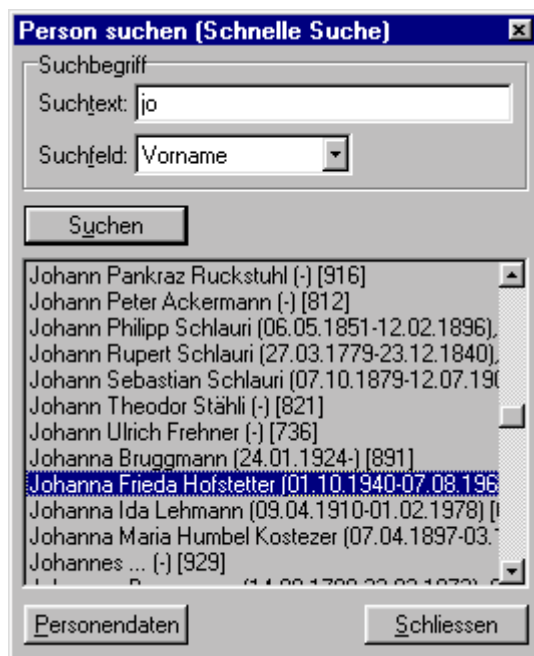 Person suchen (Schnelle Suche)
Suchbegriff
Suchtext: jo
Suchfeld: Vorname
Suchen
Johann Pankraz Ruckstuhl (-) [916]
Johann Peter Ackermann (-) [812]
Johann Philipp Schlauri (06.05.1851-12.02.1896),
Johann Rupert Schlauri (27.03.1779-23.12.1840),
Johann Sebastian Schlauri (07.10.1879-12.07.190
Johann Theodor Stähli (-) [821]
Johann Ulrich Frehner (-) [736]
Johanna Bruggmann (24.01.1924-) [891]
Johanna Frieda Hofstetter (01.10.1940-07.08.196
Johanna Ida Lehmann (09.04.1910-01.02.1978) [
Johanna Maria Humbel Kostezer (07.04.1897-03.
Johannes ... (-) [929]
Personendaten
Schliessen